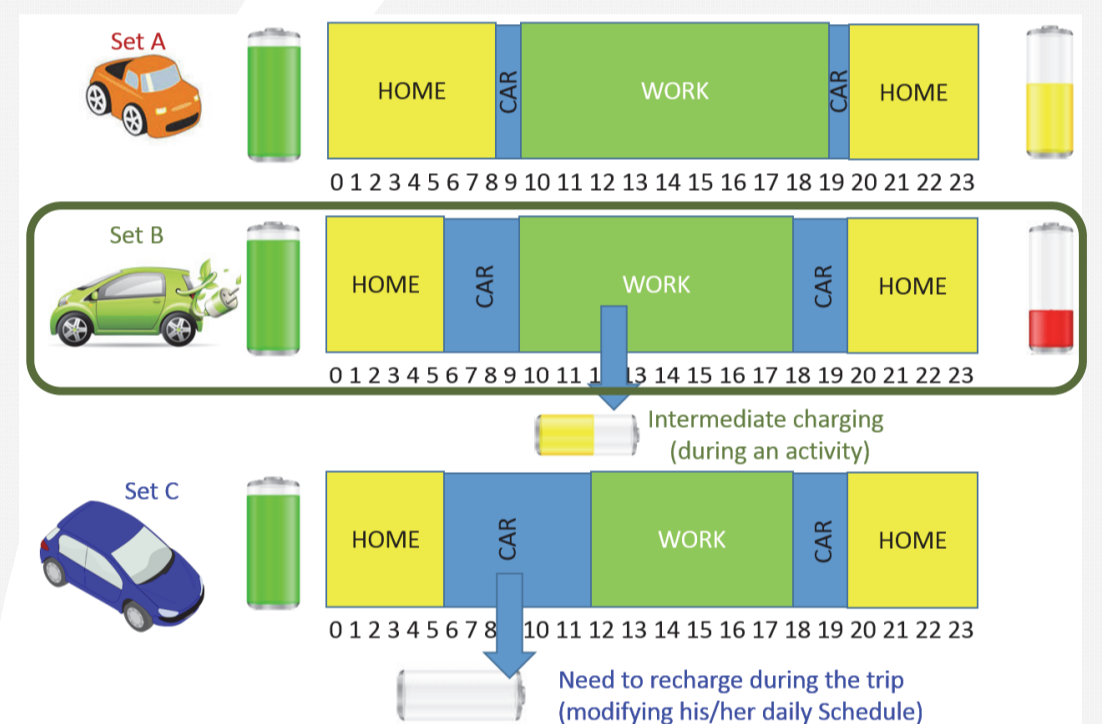 Set A
HOME CAR WORK CAR HOME
0 1 2 3 4 5 6 7 8 9 10 11 12 13 14 15 16 17 18 19 20 21 22 23
Set B
HOME CAR WORK CAR HOME
0 1 2 3 4 5 6 7 8 9 10 11 13 14 15 16 17 18 19 20 21 22 23
Intermediate charging
(during an activity)
Set C
HOME CAR WORK CAR HOME
0 1 2 3 4 5 6 7 8 10 11 12 13 14 15 16 17 18 19 20 21 22 23
Need to recharge during the trip
(modifying his/her daily Schedule)